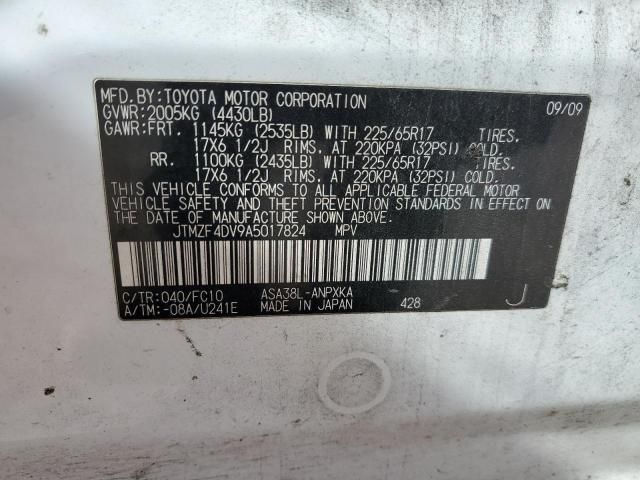 MFD.BY:TOYOTA MOTOR CORPORATION 09/09
GVWR:2005KG (4430LB)
GAWR:FRT. 1145KG (2535LB) WITH 225/65R17 TIRES.
17X6 1/2J RIMS. AT 220KPA (32PSI) COLD.
RR. 1100KG (2435LB) WITH 225/65R17 TIRES.
17X6 1/2J RIMS. AT 220KPA (32PSI) COLD.
THIS VEHICLE CONFORMS TO ALL APPLICABLE FEDERAL MOTOR
VEHICLE SAFETY AND THEFT PREVENTION STANDARDS IN EFFECT
ON THE DATE OF MANUFACTURE SHOWN ABOVE.
JTMZF4DV9A5017824 MPV
C/TR:040/FC10 ASA38L-ANPXKA
A/TM:-08A/U241E MADE IN JAPAN 428 J